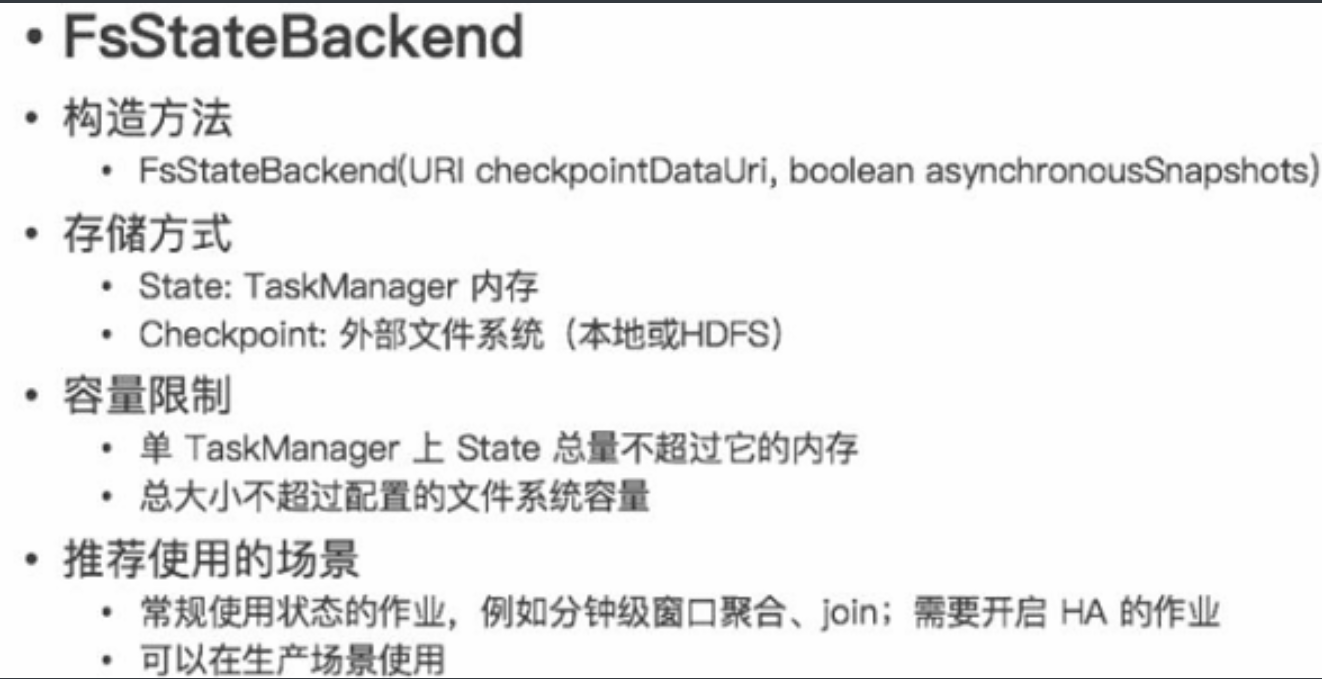 • FsStateBackend
• 构造方法
• FsStateBackend(URI checkpointDataUri, boolean asynchronousSnapshots)
• 存储方式
• State: TaskManager 内存
• Checkpoint: 外部文件系统（本地或HDFS）
• 容量限制
• 单 TaskManager 上 State 总量不超过它的内存
• 总大小不超过配置的文件系统容量
• 推荐使用的场景
• 常规使用状态的作业，例如分钟级窗口聚合、join；需要开启 HA 的作业
• 可以在生产场景使用